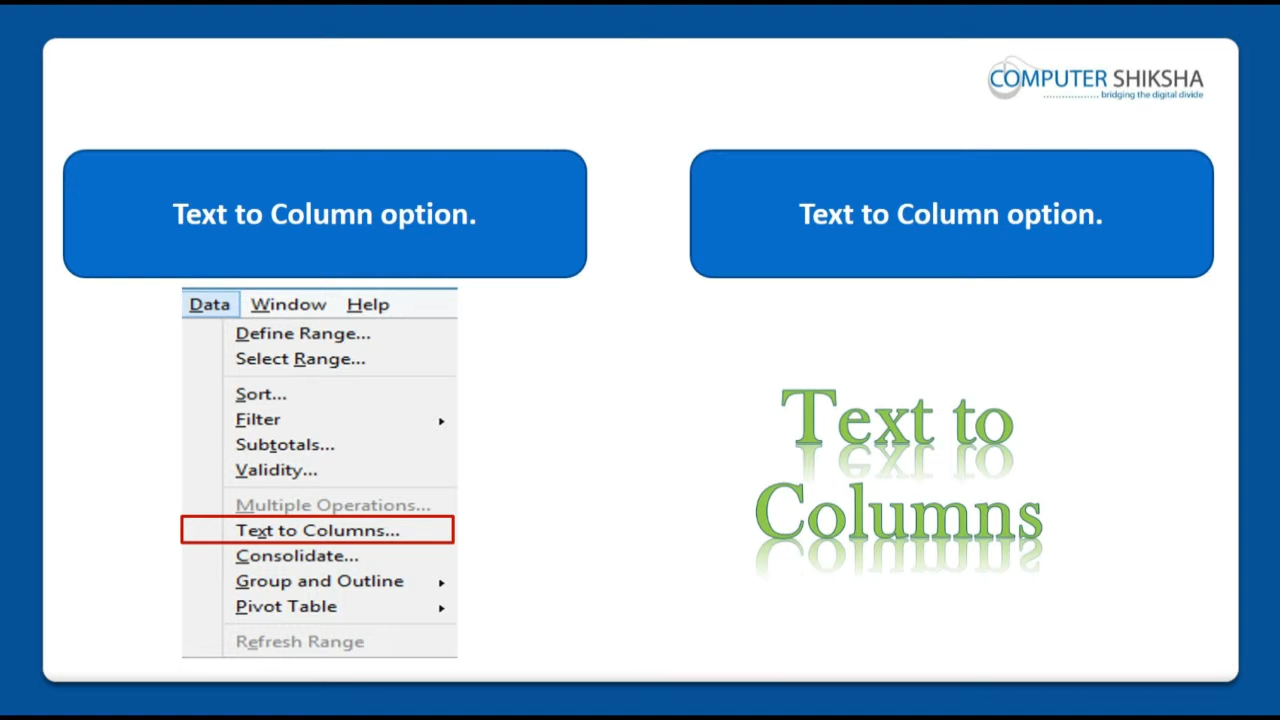 COMPUTER SHIKSHA
bridging the digital divide
Text to Column option.
Text to Column option.
Data Window Help
Define Range...
Select Range...
Sort...
Filter
Subtotals...
Validity...
Multiple Operations...
Text to Columns...
Consolidate...
Group and Outline
Pivot Table
Refresh Range
Text to
Columns